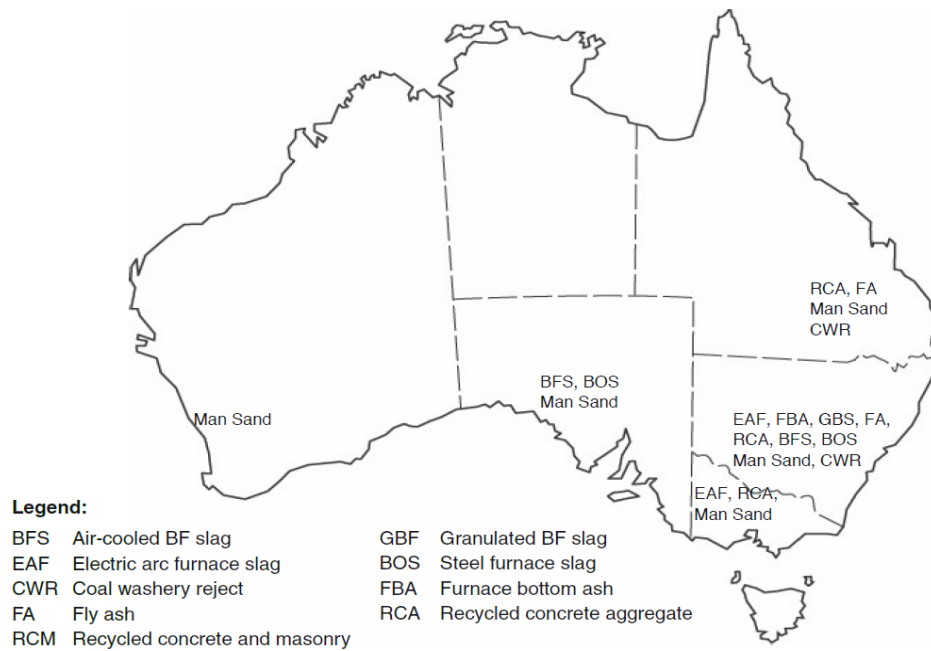 RCA, FA
Man Sand
CWR
BFS, BOS
Man Sand
Man Sand
EAF, FBA, GBS, FA,
RCA, BFS, BOS
Man Sand, CWR
EAF, RCA,
Man Sand
Legend:
BFS Air-cooled BF slag
EAF Electric arc furnace slag
CWR Coal washery reject
FA Fly ash
RCM Recycled concrete and masonry
GBF Granulated BF slag
BOS Steel furnace slag
FBA Furnace bottom ash
RCA Recycled concrete aggregate